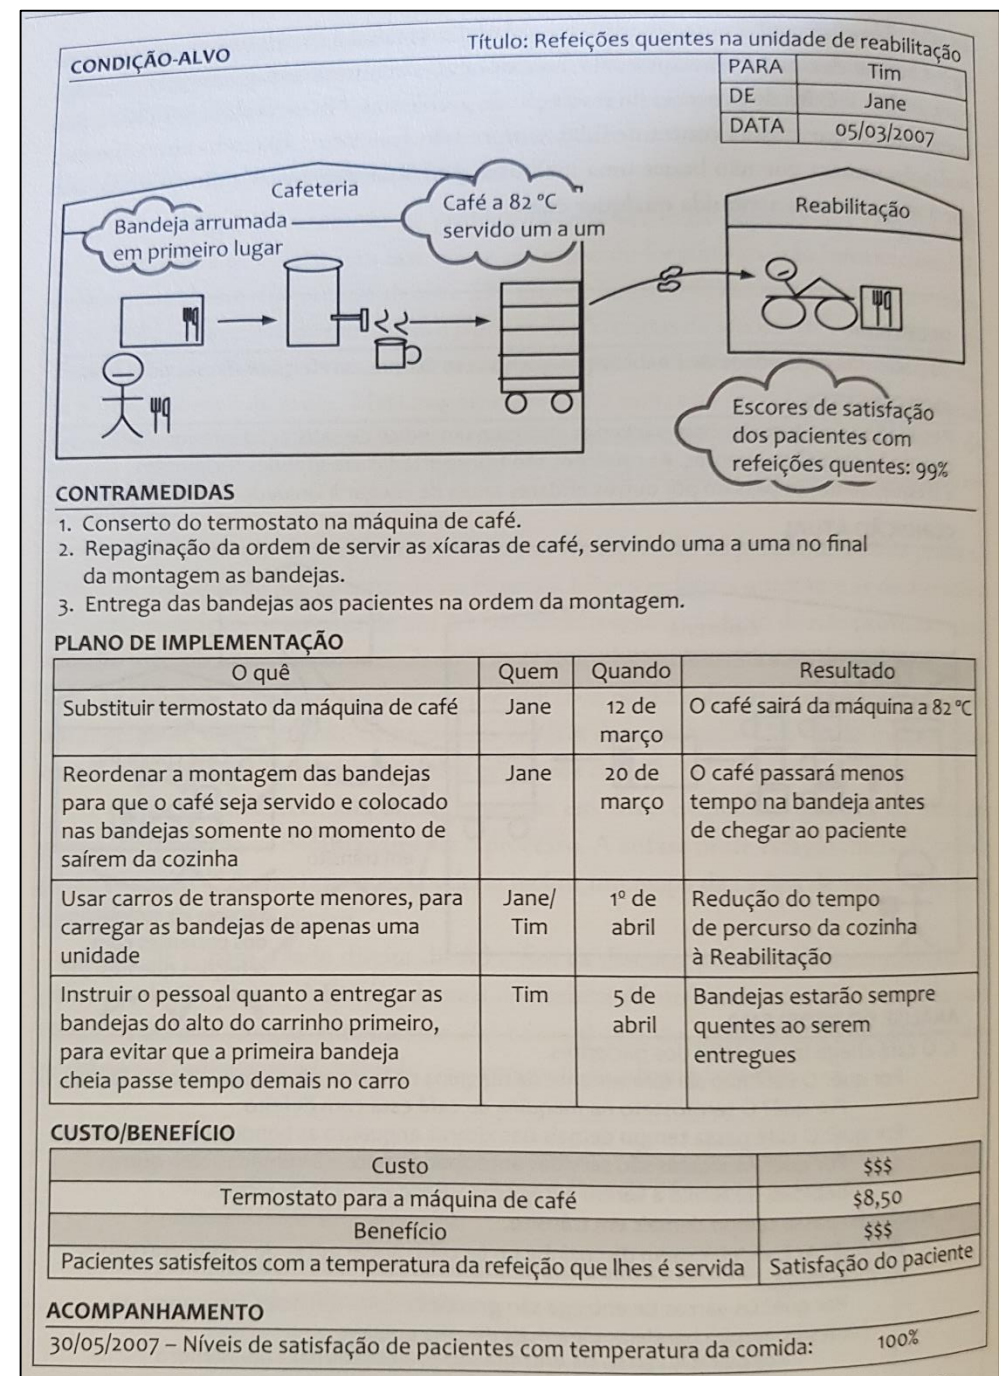 Título: Refeições quentes na unidade de reabilitação
CONDIÇÃO-ALVO
PARA Tim
DE Jane
DATA 05/03/2007
Cafeteria
Bandeja arrumada
em primeiro lugar
Café a 82 ºC
servido um a um
Reabilitação
Escores de satisfação
dos pacientes com
refeições quentes: 99%
CONTRAMEDIDAS
1. Conserto do termostato na máquina de café.
2. Repaginação da ordem de servir as xícaras de café, servindo uma a uma no final
da montagem as bandejas.
3. Entrega das bandejas aos pacientes na ordem da montagem.
PLANO DE IMPLEMENTAÇÃO
O quê Quem Quando Resultado
Substituir termostato da máquina de café Jane 12 de O café sairá da máquina a 82 ºC
março
Reordenar a montagem das bandejas Jane 20 de O café passará menos
para que o café seja servido e colocado março tempo na bandeja antes
nas bandejas somente no momento de de chegar ao paciente
saírem da cozinha
Usar carros de transporte menores, para Jane/ 1º de Redução do tempo
carregar as bandejas de apenas uma Tim abril de percurso da cozinha
unidade à Reabilitação
Instruir o pessoal quanto a entregar as Tim 5 de Bandejas estarão sempre
bandejas do alto do carrinho primeiro, abril quentes ao serem
para evitar que a primeira bandeja entregues
cheia passe tempo demais no carro
CUSTO/BENEFÍCIO
Custo $$$
Termostato para a máquina de café $8,50
Benefício $$$
Pacientes satisfeitos com a temperatura da refeição que lhes é servida Satisfação do paciente
ACOMPANHAMENTO
30/05/2007 – Níveis de satisfação de pacientes com temperatura da comida: 100%